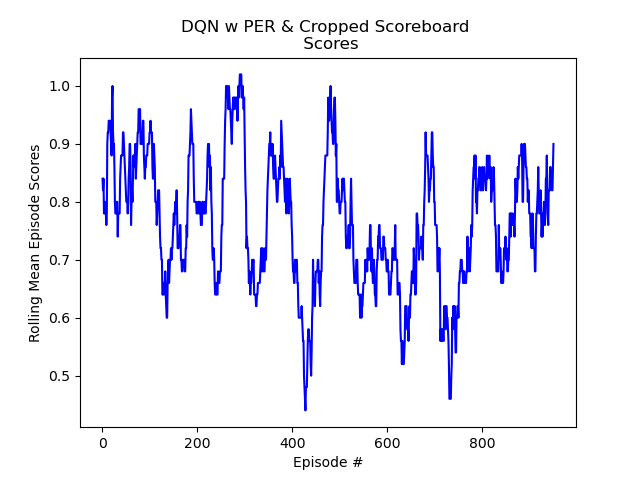 DQN w PER & Cropped Scoreboard
Scores
1.0
0.9
0.8
0.7
0.6
0.5
Rolling Mean Episode Scores
0 200 400 600 800
Episode #